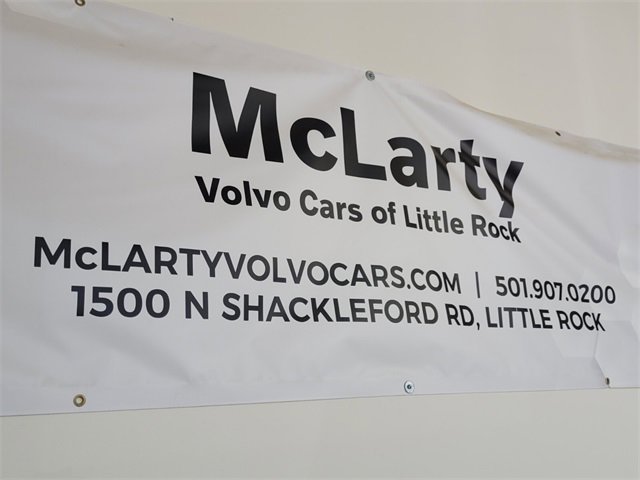 McLarty
Volvo Cars of Little Rock
McLARTYVOLVOCARS.COM | 501.907.0200
1500 N SHACKLEFORD RD, LITTLE ROCK